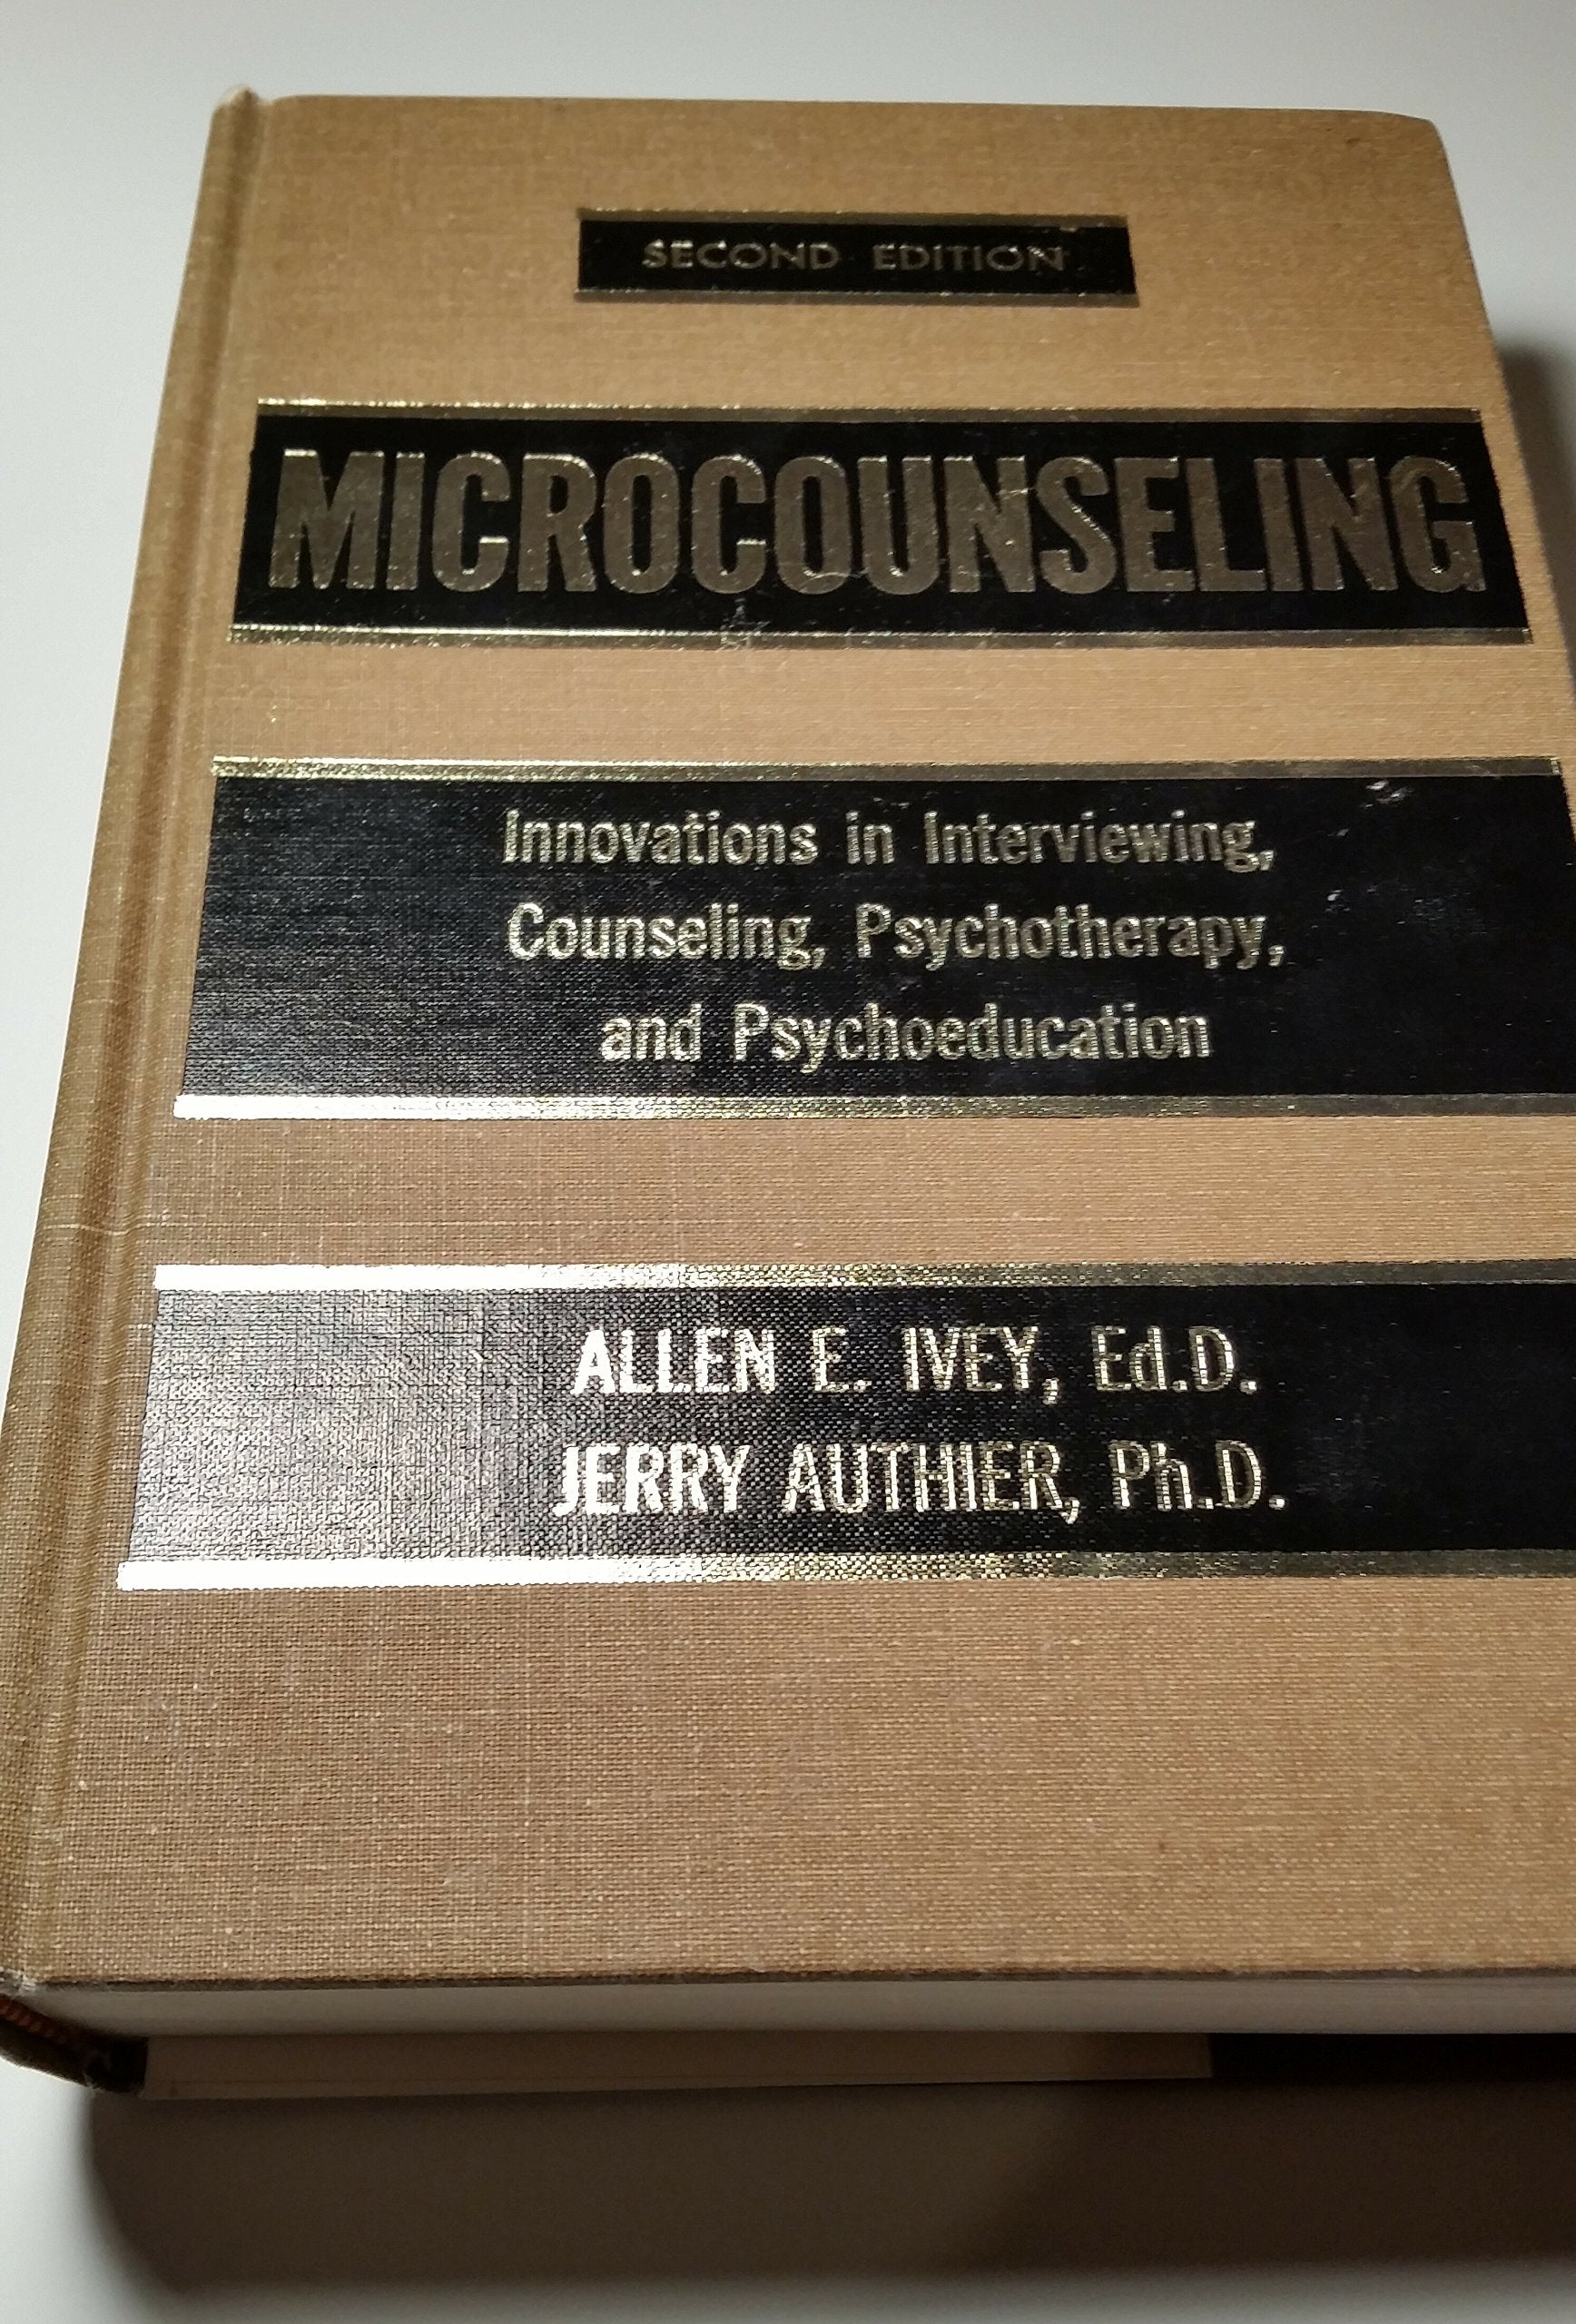 SECOND EDITION
MICROCOUNSELING
Innovations in Interviewing,
Counseling, Psychotherapy,
and Psychoeducation
ALLEN E. IVEY, Ed.D.
JERRY AUTHIER, Ph.D.